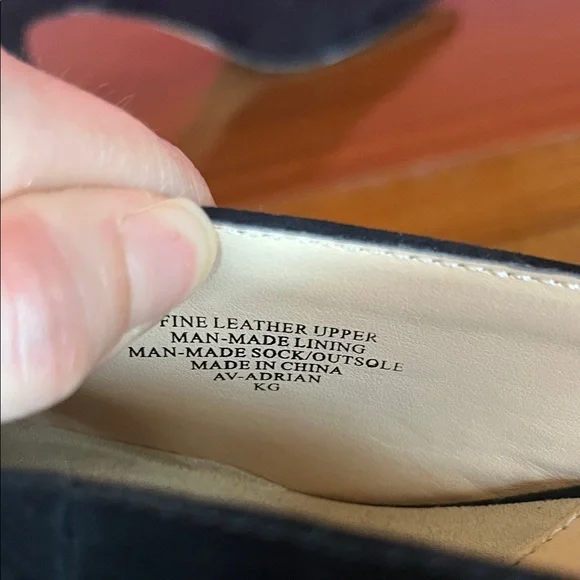 FINE LEATHER UPPER
MAN-MADE LINING
MAN-MADE SOCK/OUTSOLE
MADE IN CHINA
AV-ADRIAN
KG